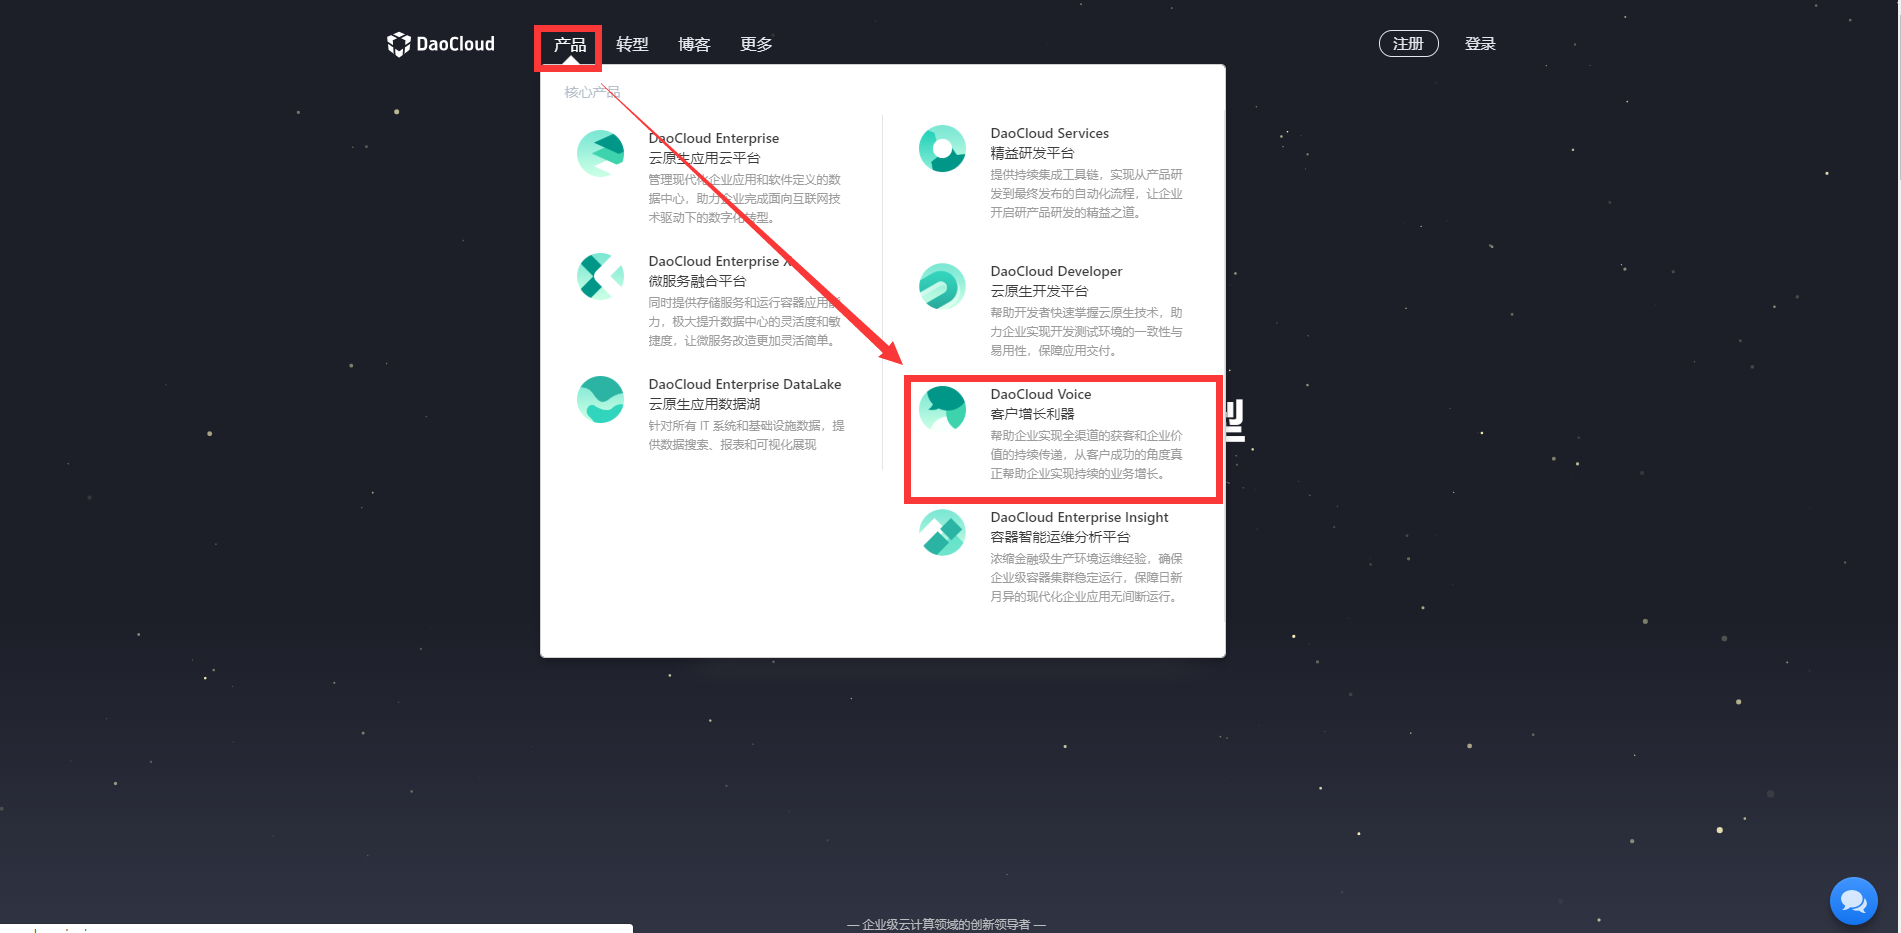 DaoCloud
产品
转型
博客
更多
注册
登录
核心产品
DaoCloud Enterprise
云原生应用云平台
管理现代化企业应用和软件定义的数
据中心，助力企业完成面向互联网技
术驱动下的数字化转型。
DaoCloud Enterprise X
微服务融合平台
同时提供存储服务和运行容器应用能
力，极大提升数据中心的灵活度和敏
捷度，让微服务改造更加灵活简单。
DaoCloud Enterprise DataLake
云原生应用数据湖
针对所有 IT 系统和基础设施数据，提
供数据搜索、报表和可视化展现
DaoCloud Services
精益研发平台
提供持续集成工具链，实现从产品研
发到最终发布的自动化流程，让企业
开启研产品研发的精益之道。
DaoCloud Developer
云原生开发平台
帮助开发者快速掌握云原生技术，助
力企业实现开发测试环境的一致性与
易用性，保障应用交付。
DaoCloud Voice
客户增长利器
帮助企业实现全渠道的获客和企业价
值的持续传递，从客户成功的角度真
正帮助企业实现持续的业务增长。
DaoCloud Enterprise Insight
容器智能运维分析平台
浓缩金融级生产环境运维经验，确保
企业级容器集群稳定运行，保障日新
月异的现代化企业应用无间断运行。
型
— 企业级云计算领域的创新领导者 —